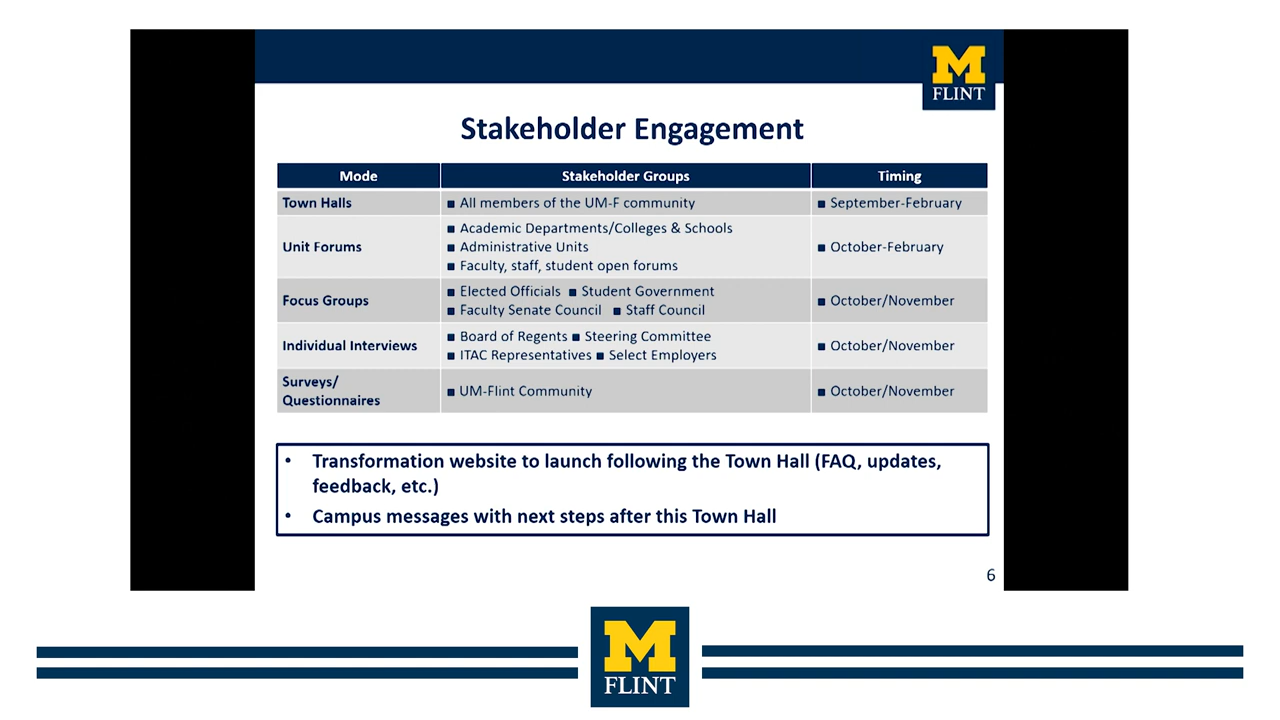 M
FLINT
Stakeholder Engagement
Mode Stakeholder Groups Timing
Town Halls ■ All members of the UM-F community ■ September-February
Unit Forums
■ Academic Departments/Colleges & Schools
■ Administrative Units
■ Faculty, staff, student open forums
■ October-February
Focus Groups
■ Elected Officials ■ Student Government
■ Faculty Senate Council ■ Staff Council
■ October/November
Individual Interviews
■ Board of Regents ■ Steering Committee
■ ITAC Representatives ■ Select Employers
■ October/November
Surveys/
Questionnaires
■ UM-Flint Community
■ October/November
• Transformation website to launch following the Town Hall (FAQ, updates,
feedback, etc.)
• Campus messages with next steps after this Town Hall
6
M
FLINT